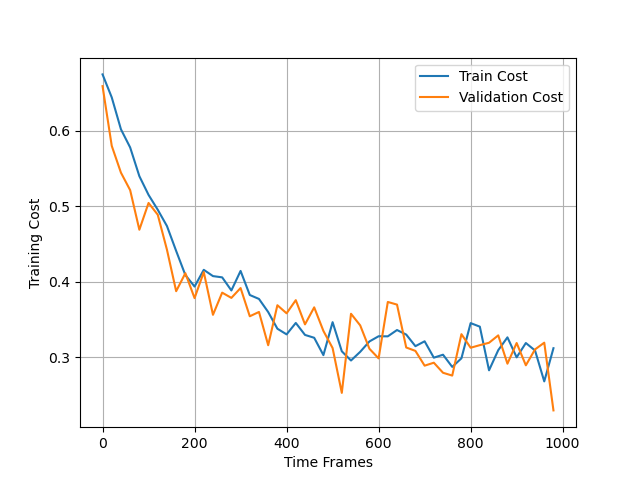 Train Cost
Validation Cost
0.6
0.5
0.4
0.3
Training Cost
0 200 400 600 800 1000
Time Frames